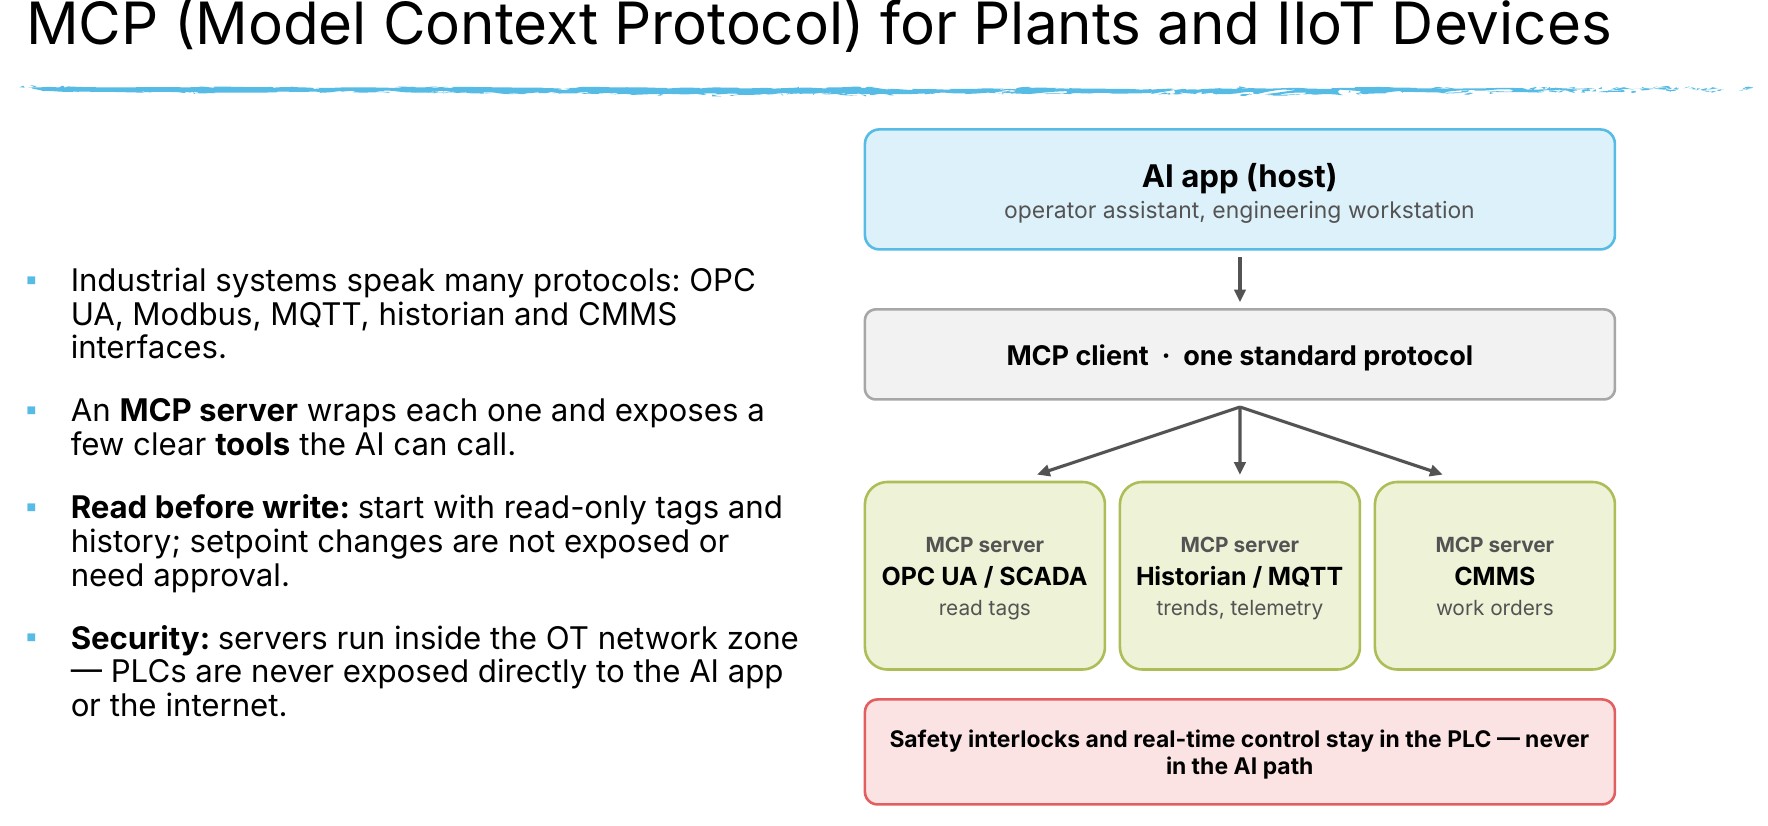 MCP (Model Context Protocol) for Plants and IIoT Devices
▪ Industrial systems speak many protocols: OPC
UA, Modbus, MQTT, historian and CMMS
interfaces.
▪ An MCP server wraps each one and exposes a
few clear tools the AI can call.
▪ Read before write: start with read-only tags and
history; setpoint changes are not exposed or
need approval.
▪ Security: servers run inside the OT network zone
— PLCs are never exposed directly to the AI app
or the internet.
AI app (host)
operator assistant, engineering workstation
MCP client · one standard protocol
MCP server
OPC UA / SCADA
read tags
MCP server
Historian / MQTT
trends, telemetry
MCP server
CMMS
work orders
Safety interlocks and real-time control stay in the PLC — never
in the AI path